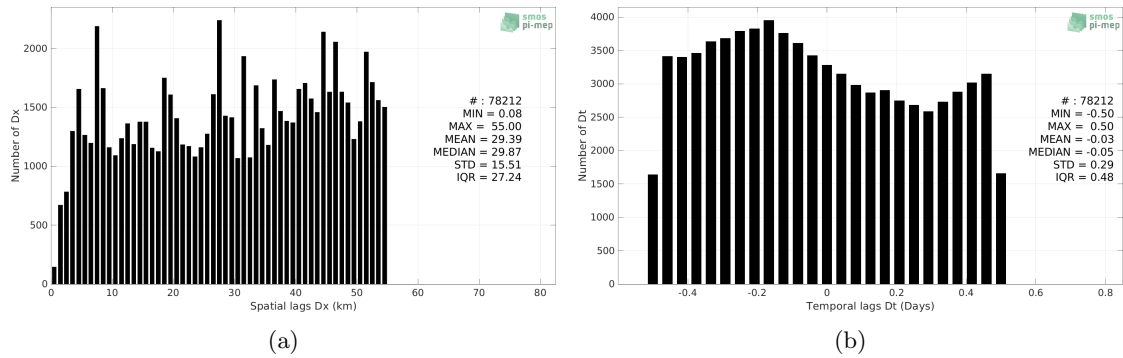 smos
pi-mep
2000
1500
1000
500
0
Number of Dx
# : 78212
MIN = 0.08
MAX = 55.00
MEAN = 29.39
MEDIAN = 29.87
STD = 15.51
IQR = 27.24
0 10 20 30 40 50 60 70 80
Spatial lags Dx (km)
(a)
smos
pi-mep
4000
3500
3000
2500
2000
1500
1000
500
0
Number of Dt
# : 78212
MIN = -0.50
MAX = 0.50
MEAN = -0.03
MEDIAN = -0.05
STD = 0.29
IQR = 0.48
-0.4 -0.2 0 0.2 0.4 0.6 0.8
Temporal lags Dt (Days)
(b)